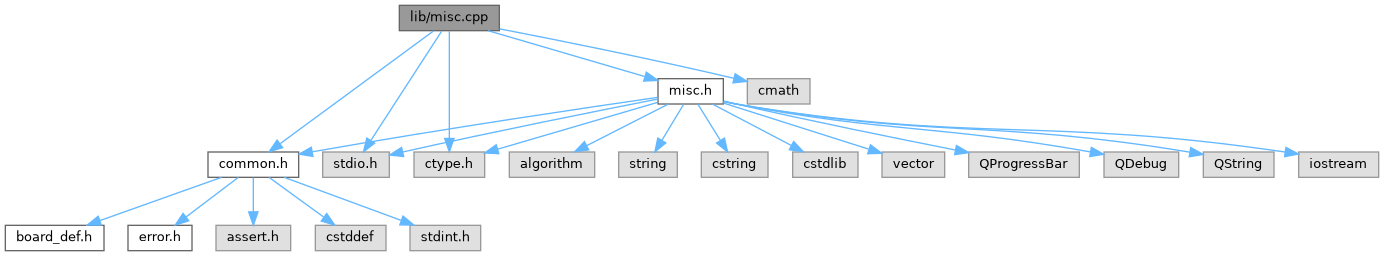 lib/misc.cpp
misc.h
cmath
common.h
stdio.h
ctype.h
algorithm
string
cstring
cstdlib
vector
QProgressBar
QDebug
QString
iostream
board_def.h
error.h
assert.h
cstddef
stdint.h